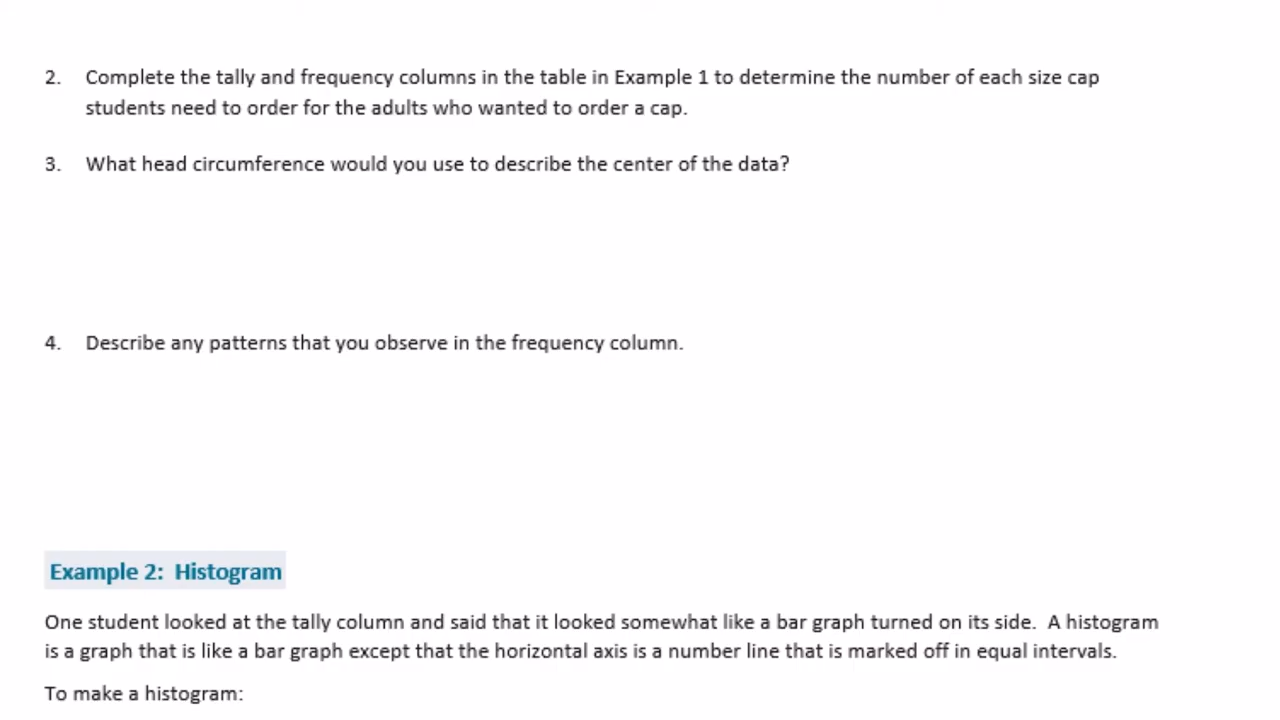 2. Complete the tally and frequency columns in the table in Example 1 to determine the number of each size cap
students need to order for the adults who wanted to order a cap.
3. What head circumference would you use to describe the center of the data?
4. Describe any patterns that you observe in the frequency column.
Example 2: Histogram
One student looked at the tally column and said that it looked somewhat like a bar graph turned on its side. A histogram
is a graph that is like a bar graph except that the horizontal axis is a number line that is marked off in equal intervals.
To make a histogram: